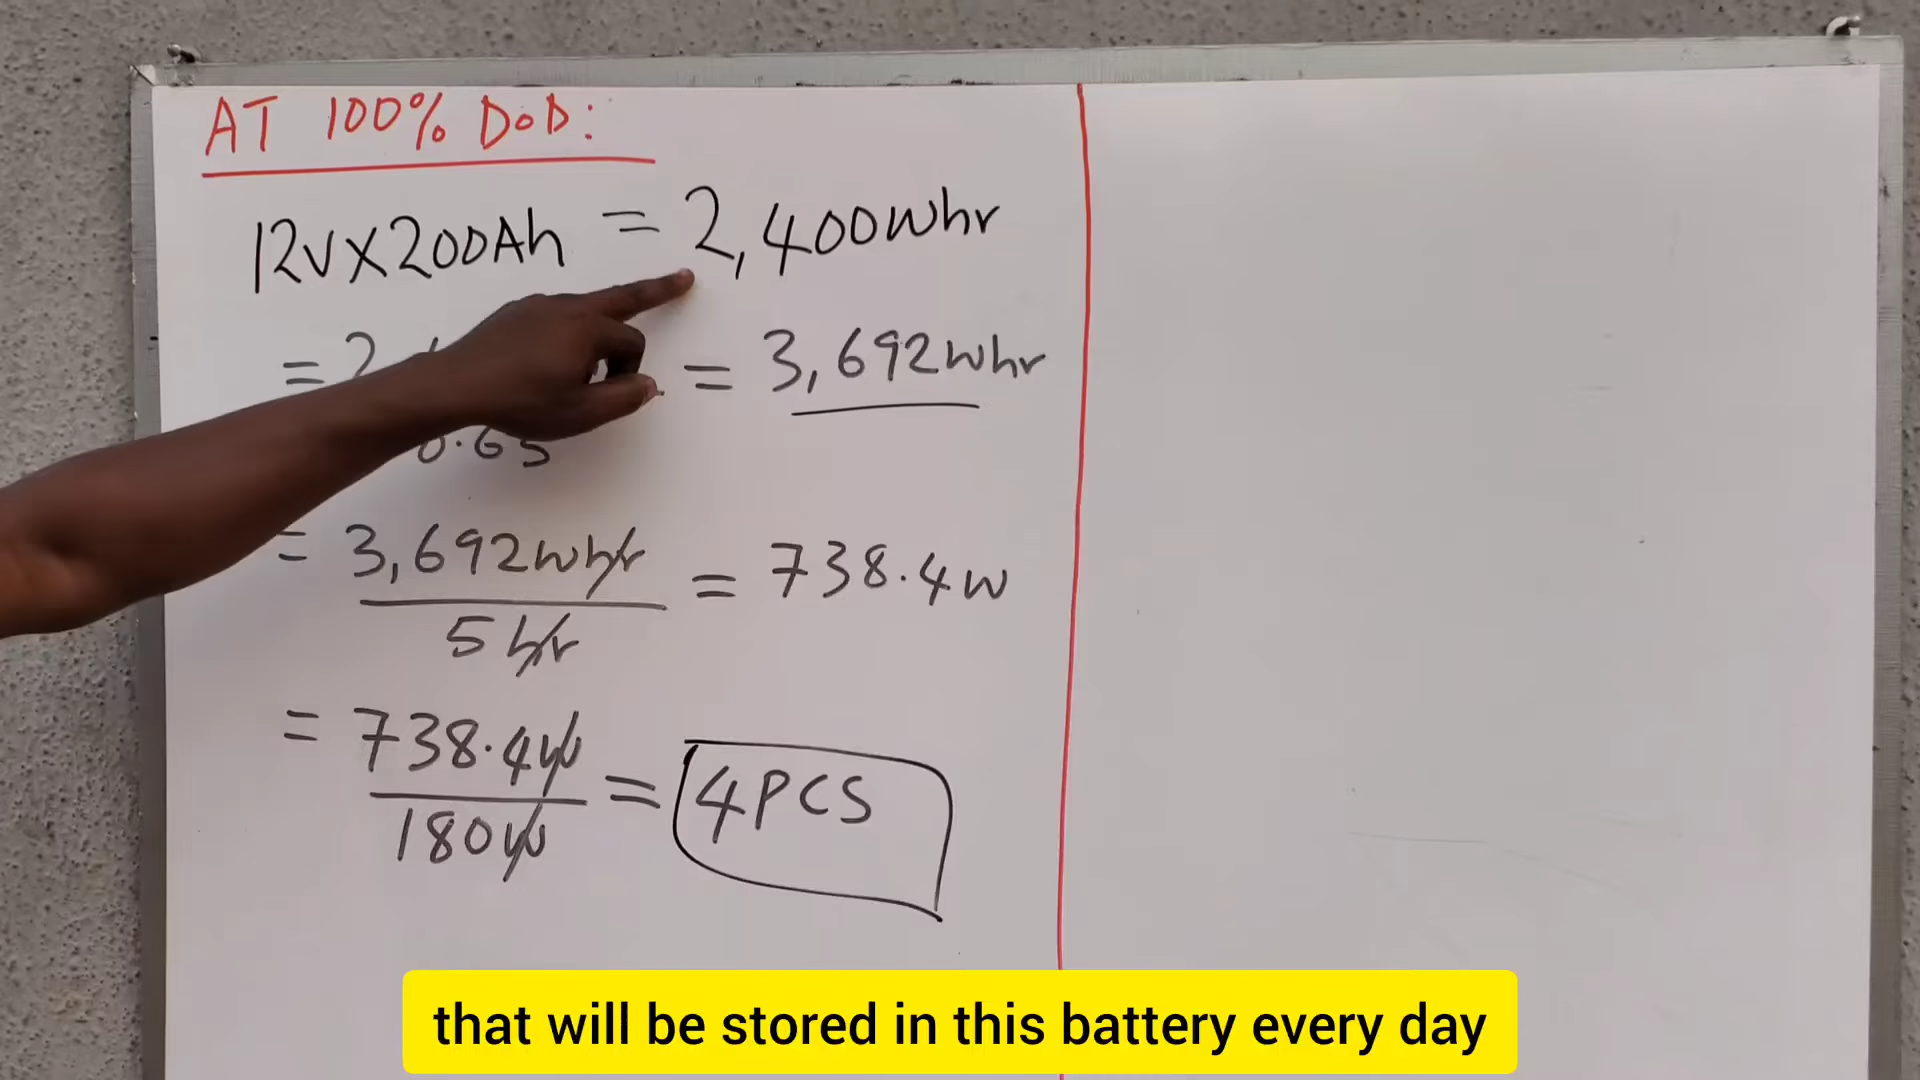 AT 100% DOD:
12V X 200Ah = 2,400whr
= 2 = 3,692whr
0.65
= 3,692whr = 738.4w
5hr
= 738.4w = 4PCS
180w
that will be stored in this battery every day